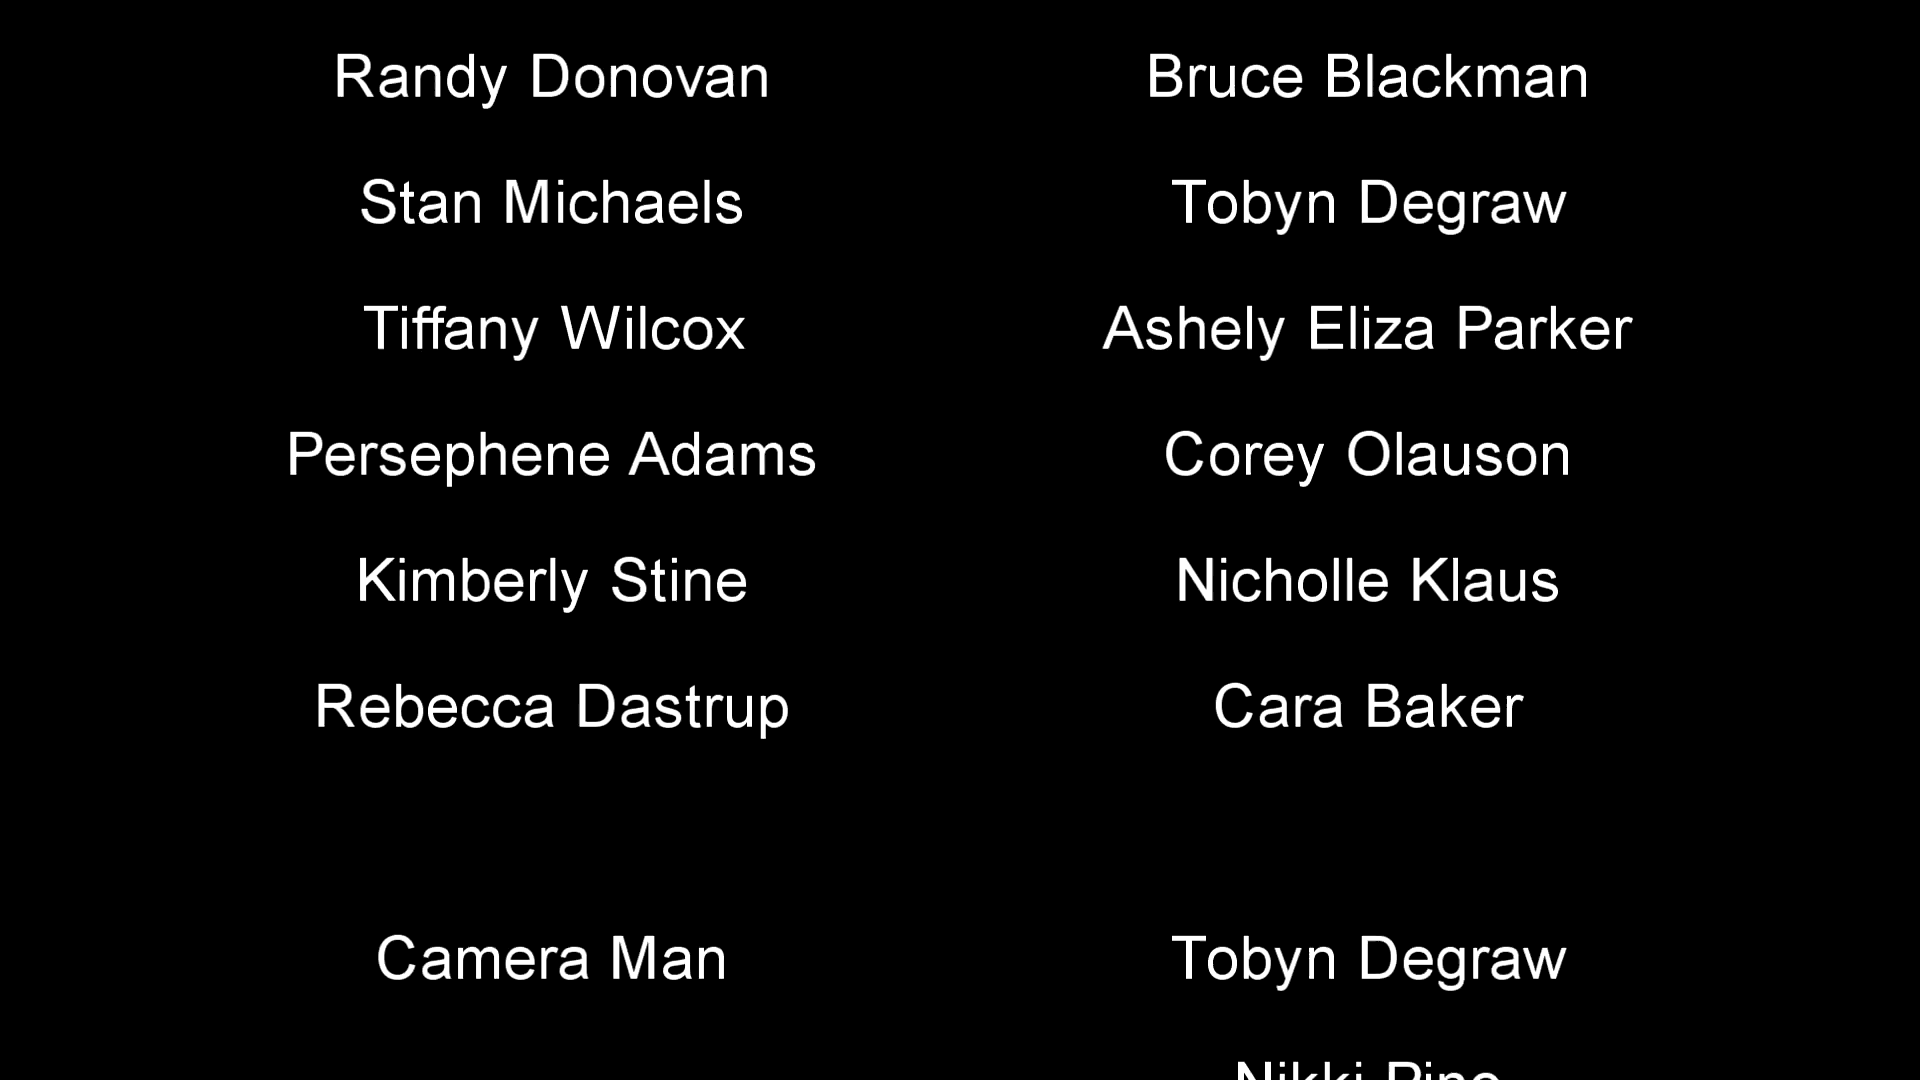 Randy Donovan Bruce Blackman
Stan Michaels Tobyn Degraw
Tiffany Wilcox Ashely Eliza Parker
Persephene Adams Corey Olauson
Kimberly Stine Nicholle Klaus
Rebecca Dastrup Cara Baker
Camera Man Tobyn Degraw
Nikki